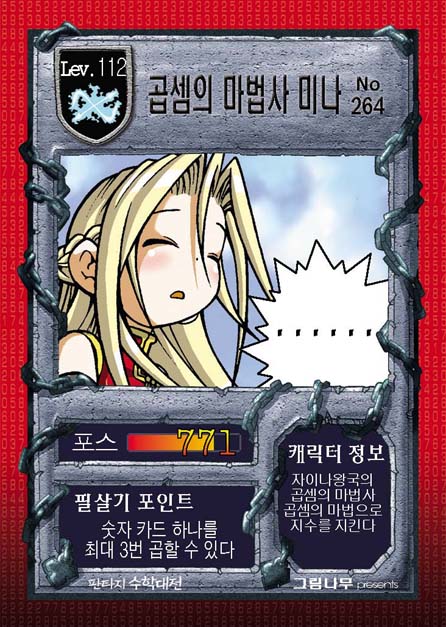 Lev.112
곱셈의 마법사 미나
No
264
.......
포스 771
캐릭터 정보
자이나왕국의
곱셈의 마법사
곱셈의 마법으로
지수를 지킨다
필살기 포인트
숫자 카드 하나를
최대 3번 곱할 수 있다
판타지 수학대전
그림나무 presents